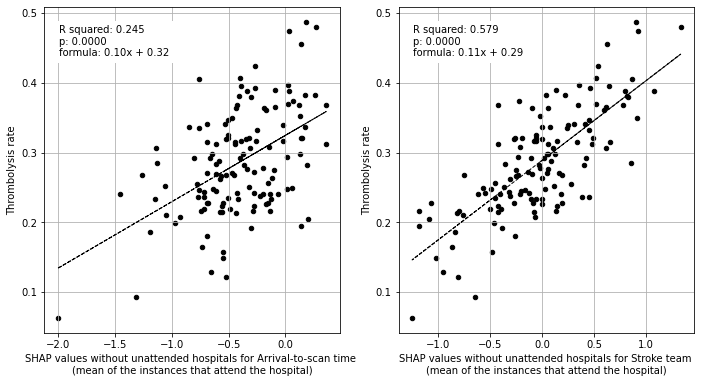 R squared: 0.245
p: 0.0000
formula: 0.10x + 0.32
0.5
0.4
0.3
0.2
0.1
Thrombolysis rate
−2.0
−1.5
−1.0
−0.5
0.0
SHAP values without unattended hospitals for Arrival-to-scan time
(mean of the instances that attend the hospital)
R squared: 0.579
p: 0.0000
formula: 0.11x + 0.29
0.5
0.4
0.3
0.2
0.1
Thrombolysis rate
−1.0
−0.5
0.0
0.5
1.0
SHAP values without unattended hospitals for Stroke team
(mean of the instances that attend the hospital)